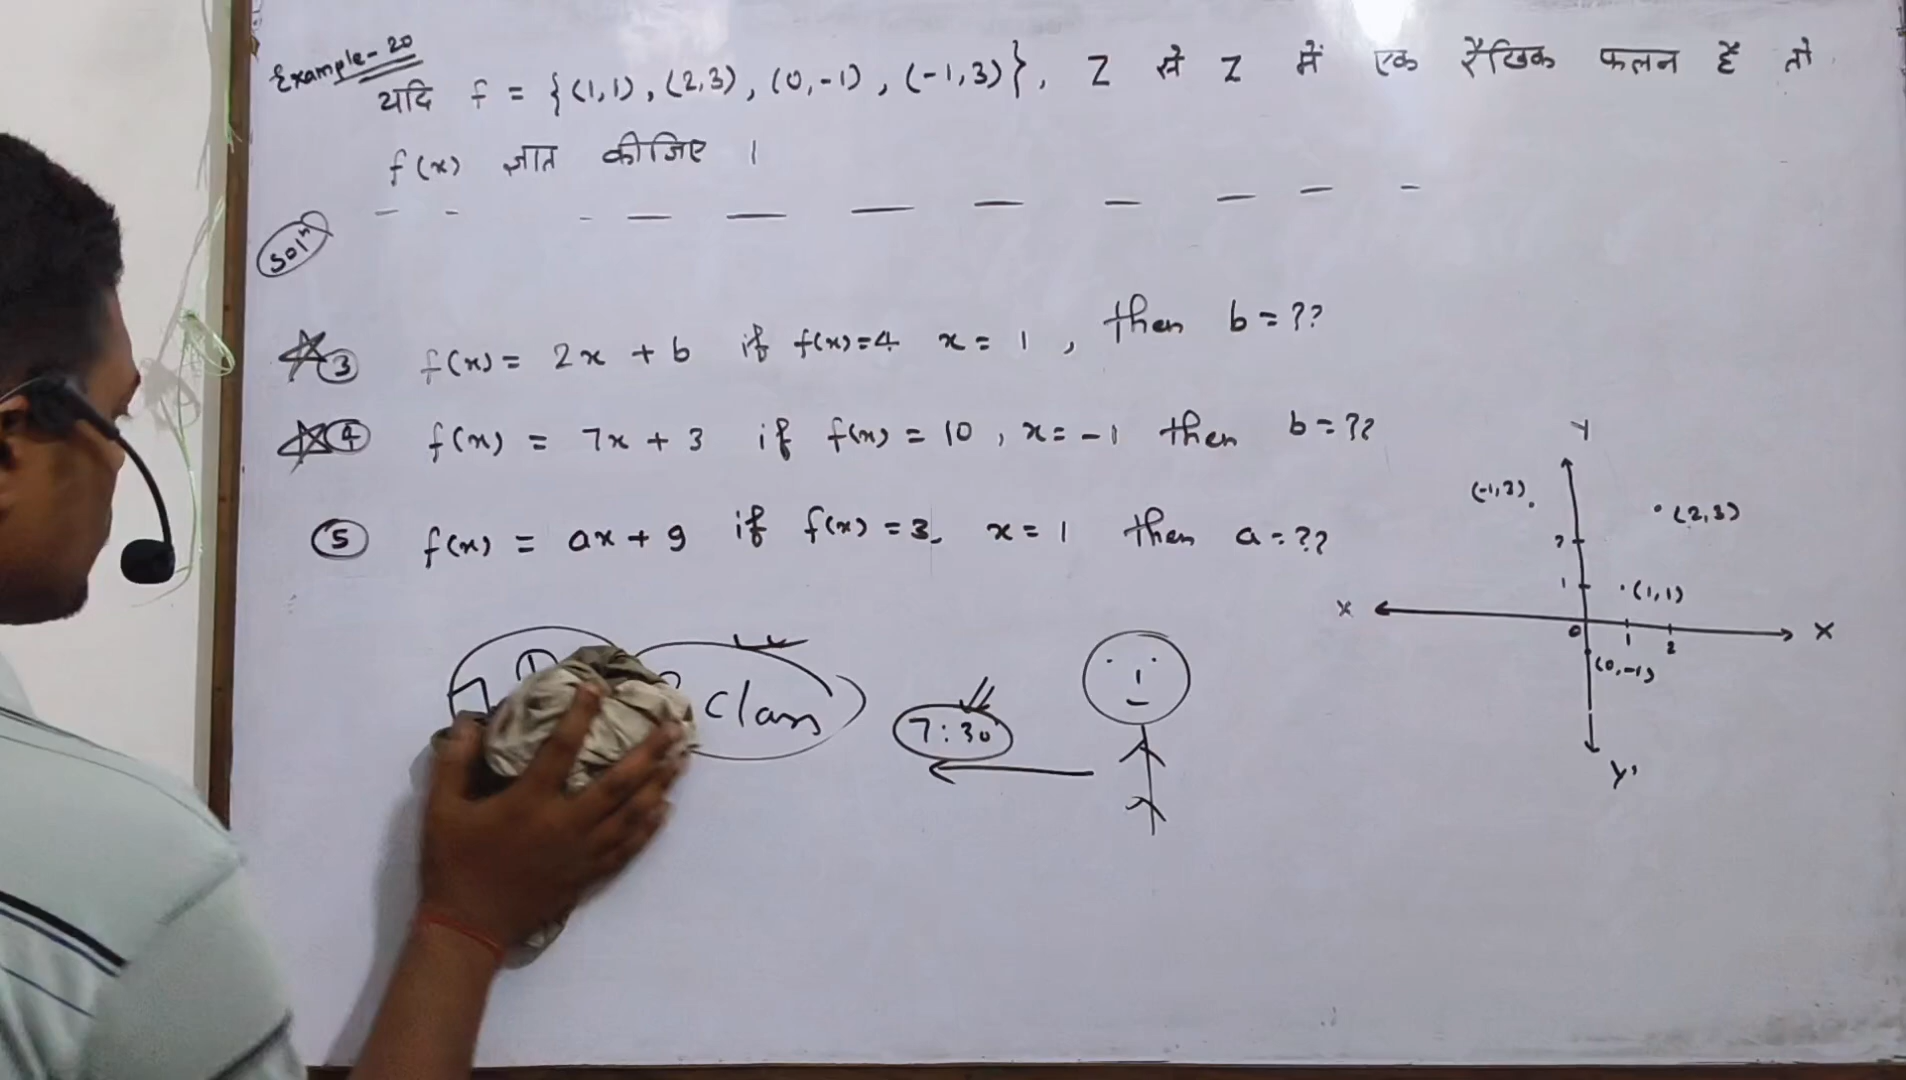 Example-20
यदि f = {(1,1), (2,3), (0,-1), (-1,3)}, Z से Z में एक रैखिक फलन है तो
f(x) ज्ञात कीजिए ।
Solⁿ
③ f(x) = 2x + b if f(x)=4 x = 1 , then b = ??
④ f(x) = 7x + 3 if f(x) = 10 , x = -1 then b = ??
⑤ f(x) = ax + 9 if f(x) = 3 x = 1 then a = ??
Y
(-1,3)
(2,3)
2
1
(1,1)
X
0
1
2
X
(0,-1)
Y'
①
Class
7:30